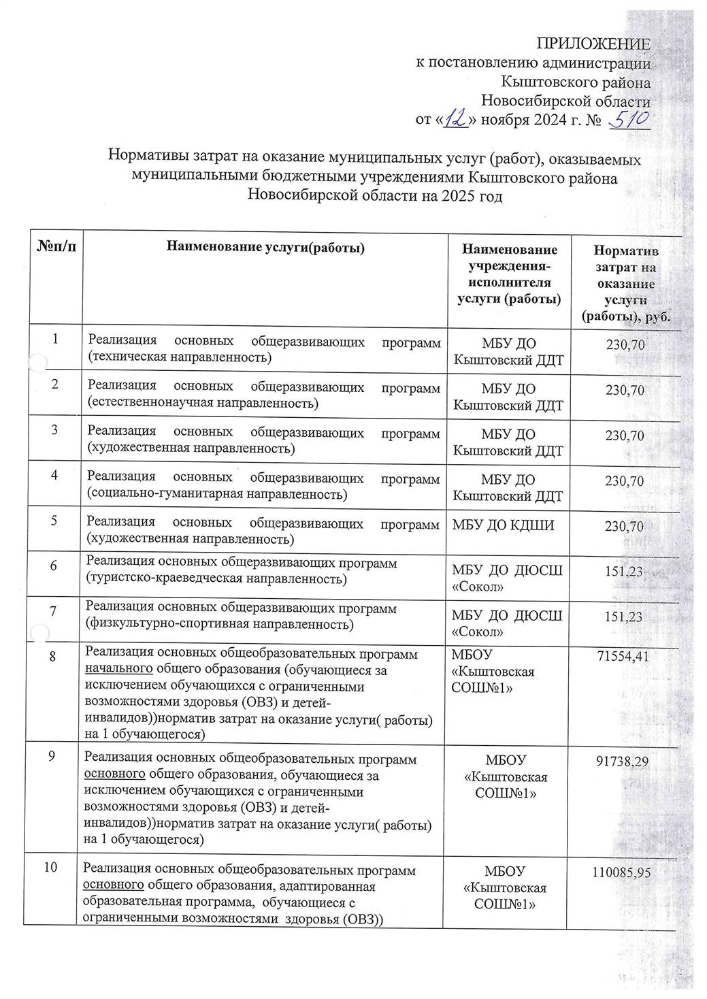 ПРИЛОЖЕНИЕ
к постановлению администрации
Кыштовского района
Новосибирской области
от «12» ноября 2024 г. № 510
Нормативы затрат на оказание муниципальных услуг (работ), оказываемых
муниципальными бюджетными учреждениями Кыштовского района
Новосибирской области на 2025 год
№п/п
Наименование услуги(работы)
Наименование
учреждения-
исполнителя
услуги (работы)
Норматив
затрат на
оказание
услуги
(работы), руб.
1
Реализация основных общеразвивающих программ
(техническая направленность)
МБУ ДО
Кыштовский ДДТ
230,70
2
Реализация основных общеразвивающих программ
(естественнонаучная направленность)
МБУ ДО
Кыштовский ДДТ
230,70
3
Реализация основных общеразвивающих программ
(художественная направленность)
МБУ ДО
Кыштовский ДДТ
230,70
4
Реализация основных общеразвивающих программ
(социально-гуманитарная направленность)
МБУ ДО
Кыштовский ДДТ
230,70
5
Реализация основных общеразвивающих программ
(художественная направленность)
МБУ ДО КДШИ
230,70
6
Реализация основных общеразвивающих программ
(туристско-краеведческая направленность)
МБУ ДО ДЮСШ
«Сокол»
151,23
7
Реализация основных общеразвивающих программ
(физкультурно-спортивная направленность)
МБУ ДО ДЮСШ
«Сокол»
151,23
8
Реализация основных общеобразовательных программ
начального общего образования (обучающиеся за
исключением обучающихся с ограниченными
возможностями здоровья (ОВЗ) и детей-
инвалидов))норматив затрат на оказание услуги( работы)
на 1 обучающегося)
МБОУ
«Кыштовская
СОШ№1»
71554,41
9
Реализация основных общеобразовательных программ
основного общего образования, обучающиеся за
исключением обучающихся с ограниченными
возможностями здоровья (ОВЗ) и детей-
инвалидов))норматив затрат на оказание услуги( работы)
на 1 обучающегося)
МБОУ
«Кыштовская
СОШ№1»
91738,29
10
Реализация основных общеобразовательных программ
основного общего образования, адаптированная
образовательная программа, обучающиеся с
ограниченными возможностями здоровья (ОВЗ))
МБОУ
«Кыштовская
СОШ№1»
110085,95